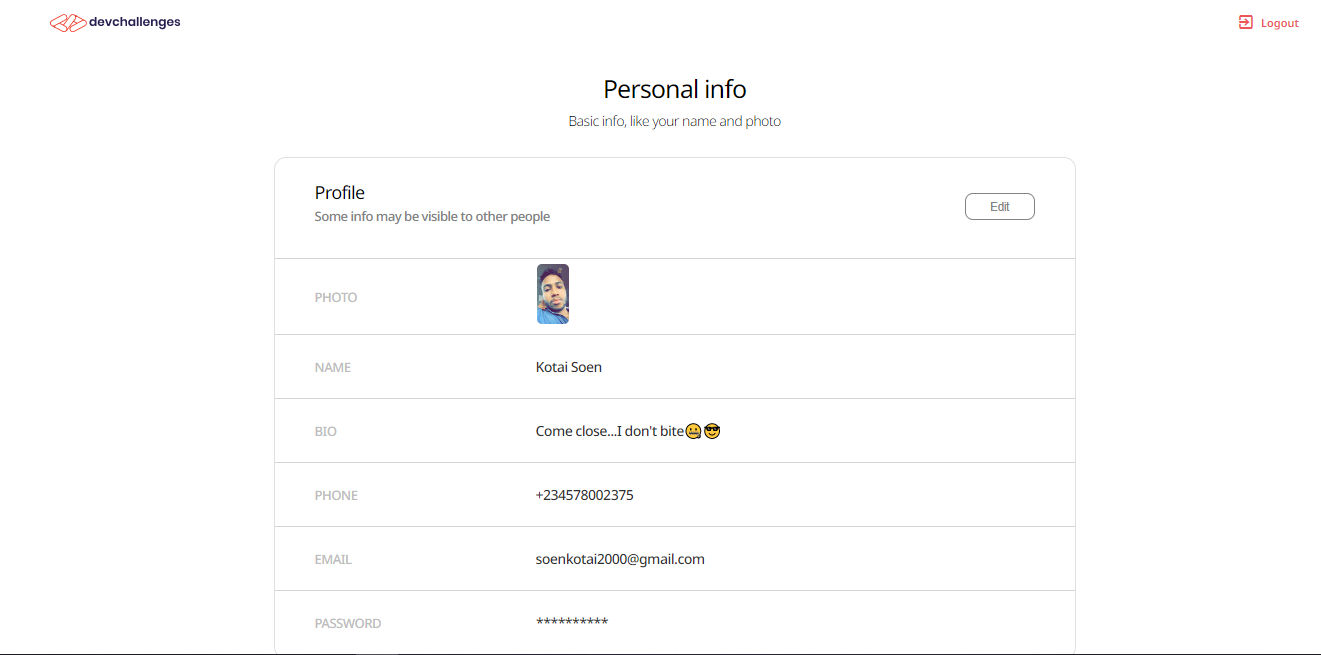 devchallenges
Logout
Personal info
Basic info, like your name and photo
Profile
Some info may be visible to other people
Edit
PHOTO
NAME Kotai Soen
BIO Come close...I don't bite🤐😎
PHONE +234578002375
EMAIL soenkotai2000@gmail.com
PASSWORD **********